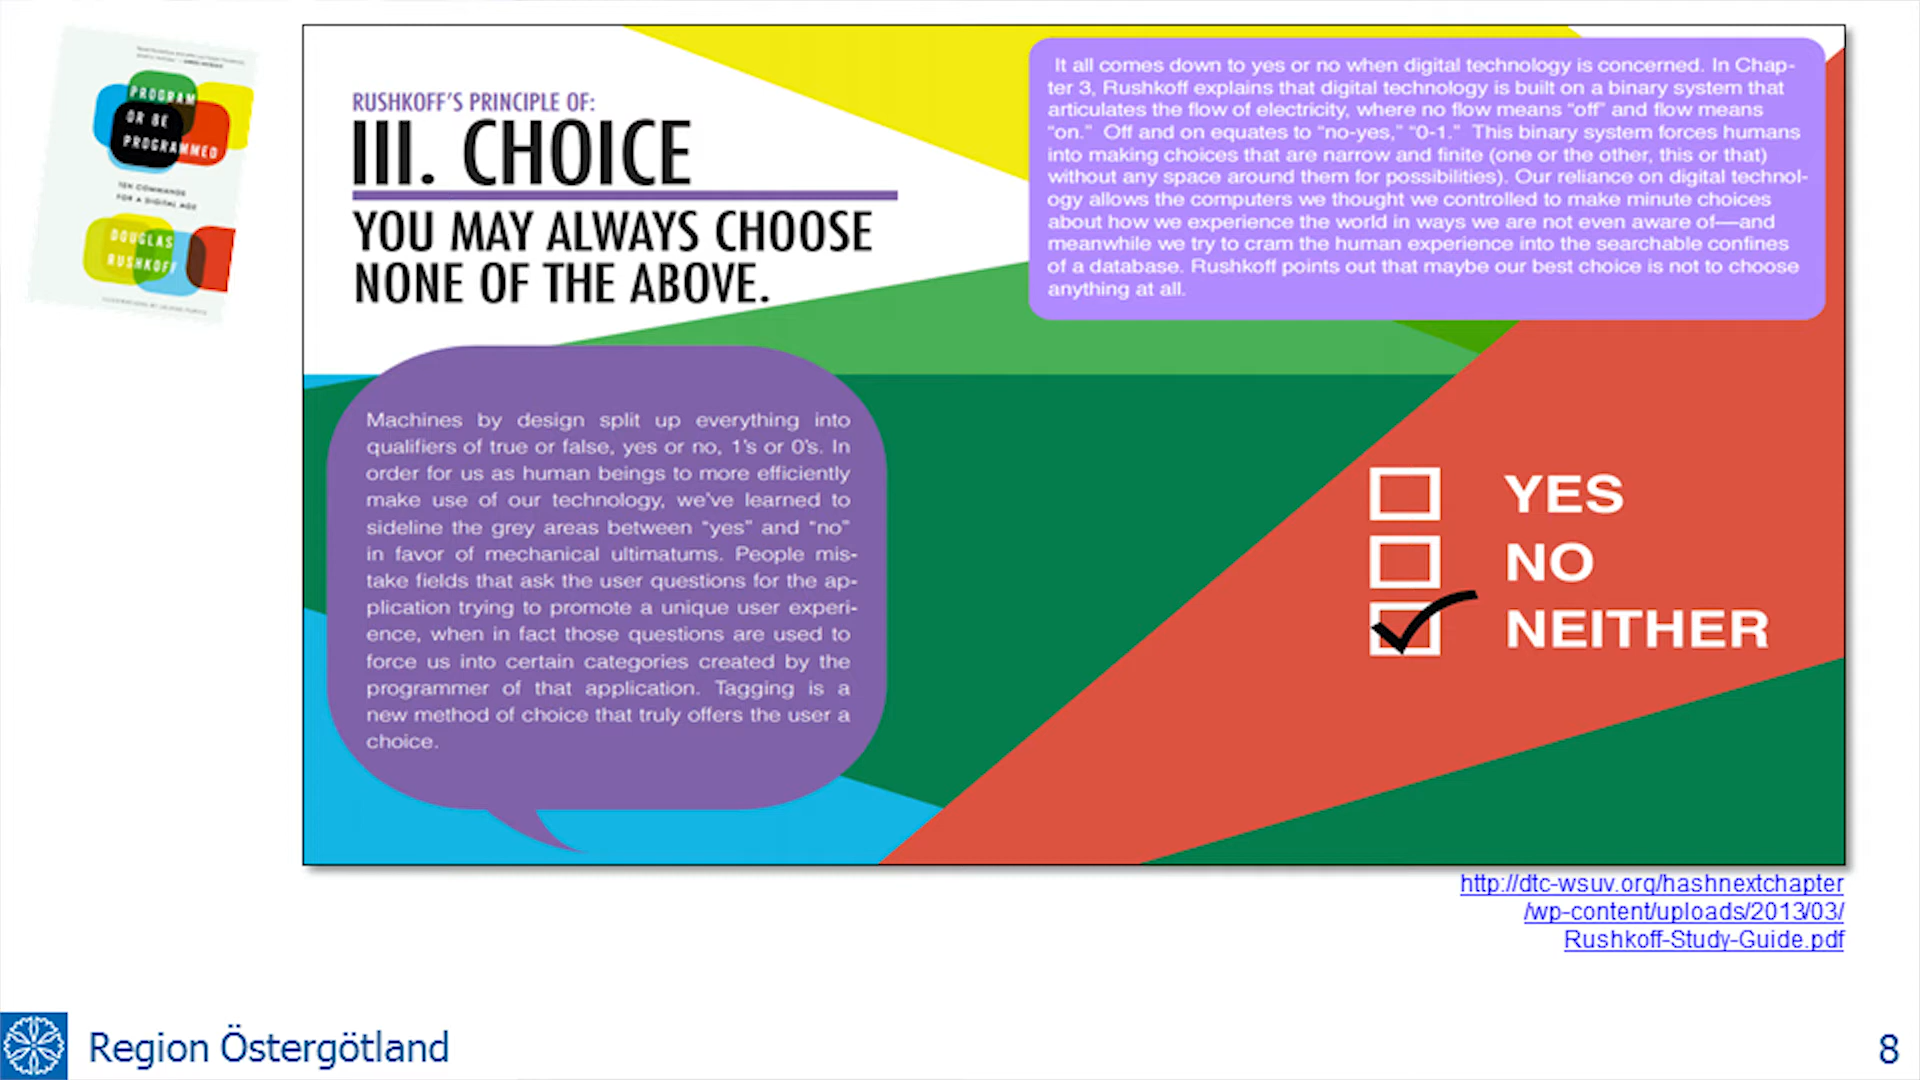 PROGRAM
OR BE
PROGRAMMED
TEN COMMANDS
FOR A DIGITAL AGE
DOUGLAS
RUSHKOFF
RUSHKOFF'S PRINCIPLE OF:
III. CHOICE
YOU MAY ALWAYS CHOOSE
NONE OF THE ABOVE.
It all comes down to yes or no when digital technology is concerned. In Chap-
ter 3, Rushkoff explains that digital technology is built on a binary system that
articulates the flow of electricity, where no flow means “off” and flow means
“on.” Off and on equates to “no-yes,” “0-1.” This binary system forces humans
into making choices that are narrow and finite (one or the other, this or that)
without any space around them for possibilities). Our reliance on digital technol-
ogy allows the computers we thought we controlled to make minute choices
about how we experience the world in ways we are not even aware of—and
meanwhile we try to cram the human experience into the searchable confines
of a database. Rushkoff points out that maybe our best choice is not to choose
anything at all.
Machines by design split up everything into
qualifiers of true or false, yes or no, 1's or 0's. In
order for us as human beings to more efficiently
make use of our technology, we've learned to
sideline the grey areas between “yes” and “no”
in favor of mechanical ultimatums. People mis-
take fields that ask the user questions for the ap-
plication trying to promote a unique user experi-
ence, when in fact those questions are used to
force us into certain categories created by the
programmer of that application. Tagging is a
new method of choice that truly offers the user a
choice.
YES
NO
NEITHER
http://dtc-wsuv.org/hashnextchapter
/wp-content/uploads/2013/03/
Rushkoff-Study-Guide.pdf
Region Östergötland
8